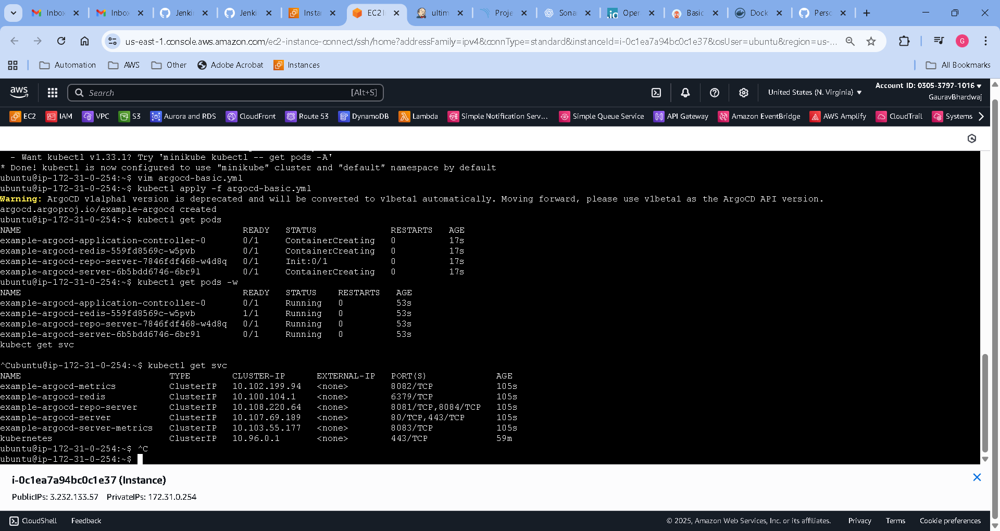 Inbo
Inbo
Jenki
Jenki
Insta
EC2 I
ultim
Proje
Sona
Oper
Basic
Dock
Perso
us-east-1.console.aws.amazon.com/ec2-instance-connect/ssh/home?addressFamily=ipv4&connType=standard&instanceId=i-0c1ea7a94bc0c1e37&osUser=ubuntu&region=us-...
G
Automation
AWS
Other
Adobe Acrobat
Instances
All Bookmarks
aws
Search
[Alt+S]
United States (N. Virginia)
Account ID: 0305-3797-1016
GauravBhardwaj
EC2
IAM
VPC
S3
Aurora and RDS
CloudFront
Route 53
DynamoDB
Lambda
Simple Notification Serv...
Simple Queue Service
API Gateway
Amazon EventBridge
AWS Amplify
CloudTrail
Systems
- Want kubectl v1.33.1? Try 'minikube kubectl -- get pods -A'
* Done! kubectl is now configured to use "minikube" cluster and "default" namespace by default
ubuntu@ip-172-31-0-254:~$ vim argocd-basic.yml
ubuntu@ip-172-31-0-254:~$ kubectl apply -f argocd-basic.yml
Warning: ArgoCD v1alpha1 version is deprecated and will be converted to v1beta1 automatically. Moving forward, please use v1beta1 as the ArgoCD API version.
argocd.argoproj.io/example-argocd created
ubuntu@ip-172-31-0-254:~$ kubectl get pods
NAME READY STATUS RESTARTS AGE
example-argocd-application-controller-0 0/1 ContainerCreating 0 17s
example-argocd-redis-559fd8569c-w5pvb 0/1 ContainerCreating 0 17s
example-argocd-repo-server-7846fdf468-w4d8q 0/1 Init:0/1 0 17s
example-argocd-server-6b5bdd6746-6br9l 0/1 ContainerCreating 0 17s
ubuntu@ip-172-31-0-254:~$ kubectl get pods -w
NAME READY STATUS RESTARTS AGE
example-argocd-application-controller-0 0/1 Running 0 53s
example-argocd-redis-559fd8569c-w5pvb 1/1 Running 0 53s
example-argocd-repo-server-7846fdf468-w4d8q 0/1 Running 0 53s
example-argocd-server-6b5bdd6746-6br9l 0/1 Running 0 53s
kubect get svc
^Cubuntu@ip-172-31-0-254:~$ kubectl get svc
NAME TYPE CLUSTER-IP EXTERNAL-IP PORT(S) AGE
example-argocd-metrics ClusterIP 10.102.199.94 <none> 8082/TCP 105s
example-argocd-redis ClusterIP 10.100.104.1 <none> 6379/TCP 105s
example-argocd-repo-server ClusterIP 10.108.220.64 <none> 8081/TCP,8084/TCP 105s
example-argocd-server ClusterIP 10.107.69.189 <none> 80/TCP,443/TCP 105s
example-argocd-server-metrics ClusterIP 10.103.55.177 <none> 8083/TCP 105s
kubernetes ClusterIP 10.96.0.1 <none> 443/TCP 59m
ubuntu@ip-172-31-0-254:~$ ^C
ubuntu@ip-172-31-0-254:~$
i-0c1ea7a94bc0c1e37 (Instance)
PublicIPs: 3.232.133.57 PrivateIPs: 172.31.0.254
CloudShell
Feedback
© 2025, Amazon Web Services, Inc. or its affiliates.
Privacy
Terms
Cookie preferences